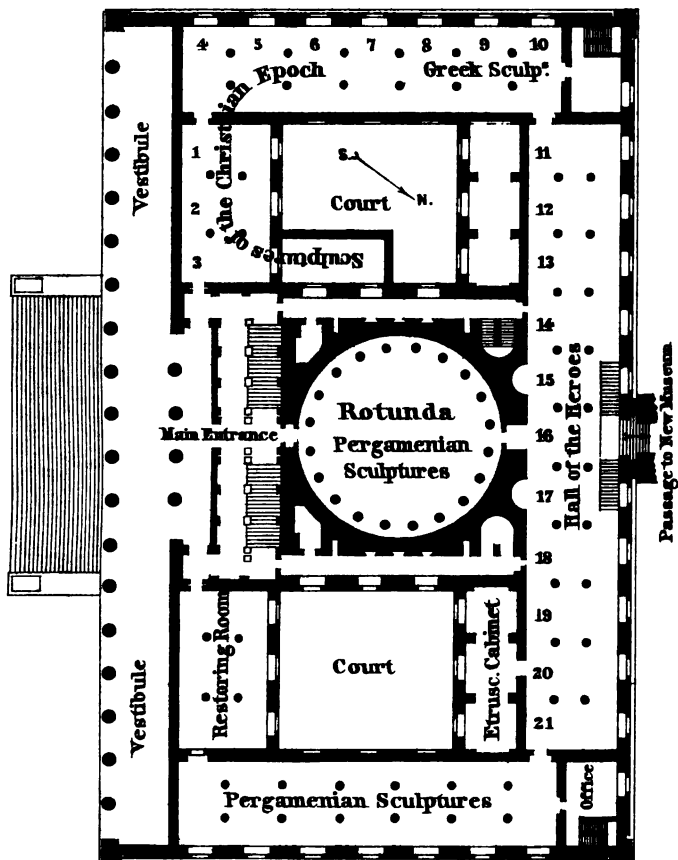 4 5 6 7 8 9 10
Sculptures of the Christian Epoch
Greek Sculpt.
Vestibule
1
2
3
S. N.
Court
11
12
13
14
15
16
17
18
19
20
21
Rotunda
Pergamenian
Sculptures
Main Entrance
Hall of the Heroes
Passage to New Museum
Vestibule
Restoring Room
Court
Etrusc. Cabinet
Pergamenian Sculptures
Office